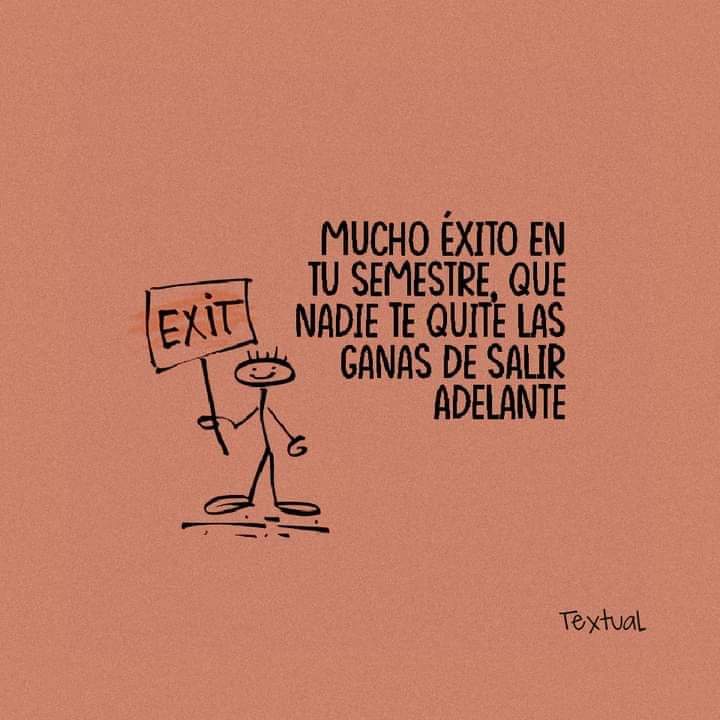 MUCHO ÉXITO EN
TU SEMESTRE, QUE
NADIE TE QUITE LAS
GANAS DE SALIR
ADELANTE
EXiT
TextuaL